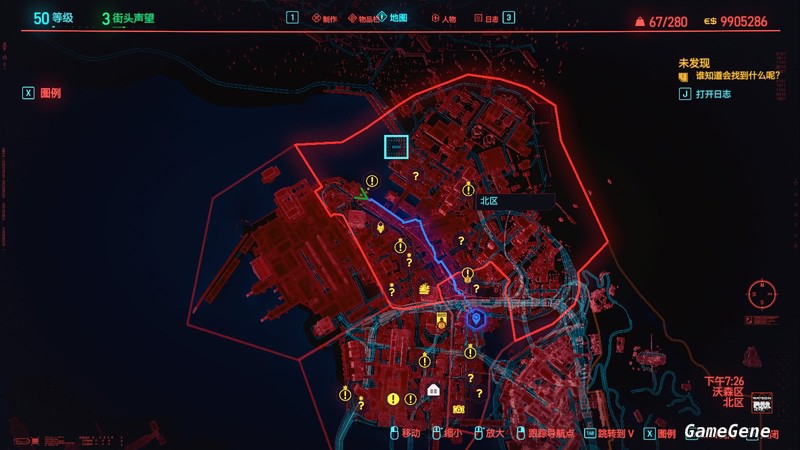 50 等级
3 街头声望
1 制作 物品栏 地图 人物 日志 3
67/280 €$ 9905286
未发现
谁知道会找到什么呢?
J 打开日志
X 图例
北区
下午7:26
沃森区
北区
移动 缩小 放大 跟踪导航点 TAB 跳转到 V X 图例 闭
GameGene